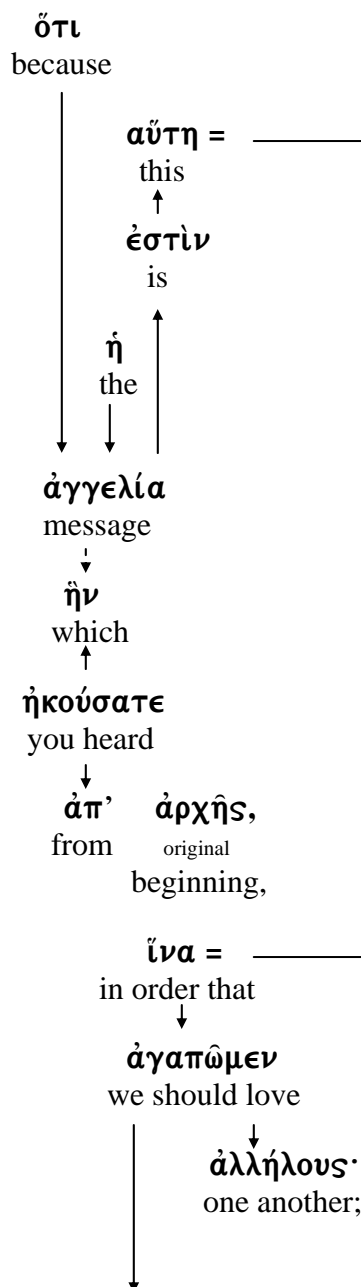 ὅτι
because
αὕτη =
this
ἐστὶν
is
ἡ
the
ἀγγελία
message
ἣν
which
ἠκούσατε
you heard
ἀπ’ ἀρχῆς,
from original
beginning,
ἵνα =
in order that
ἀγαπῶμεν
we should love
ἀλλήλους·
one another;